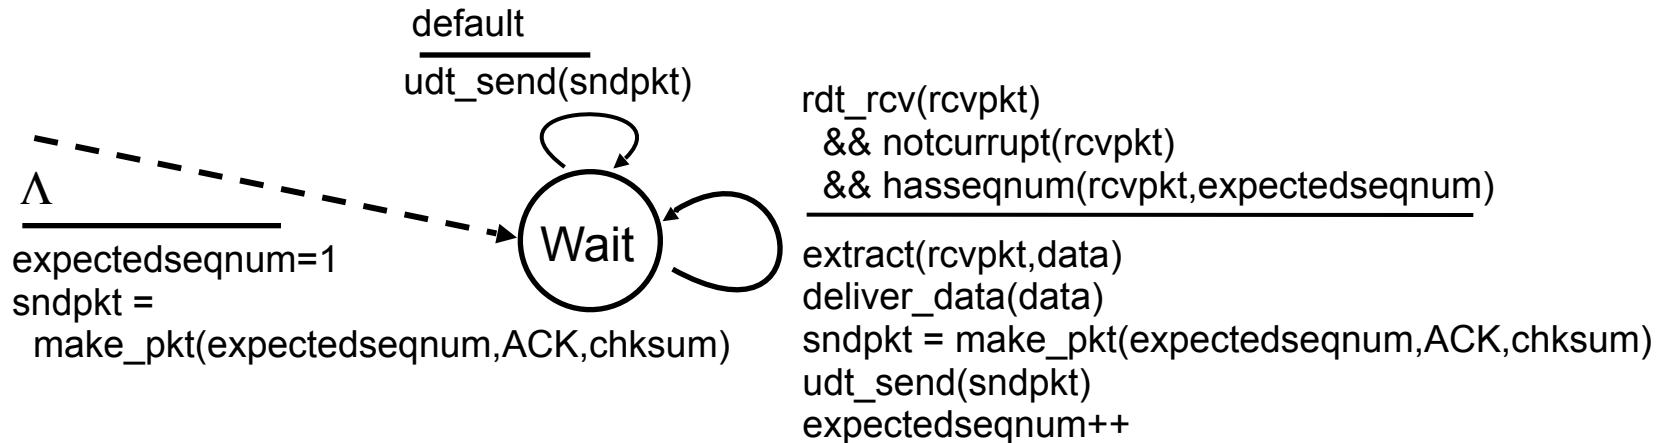 default
udt_send(sndpkt)
rdt_rcv(rcvpkt)
&& notcurrupt(rcvpkt)
&& hasseqnum(rcvpkt,expectedseqnum)
Λ
expectedseqnum=1
sndpkt =
make_pkt(expectedseqnum,ACK,chksum)
Wait
extract(rcvpkt,data)
deliver_data(data)
sndpkt = make_pkt(expectedseqnum,ACK,chksum)
udt_send(sndpkt)
expectedseqnum++